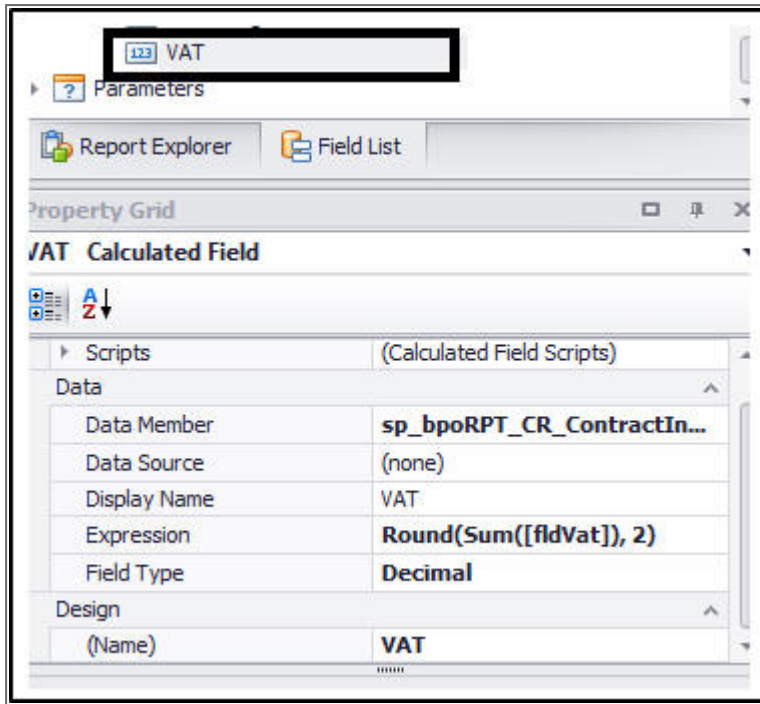 123 VAT
? Parameters
Report Explorer Field List
Property Grid
VAT Calculated Field
A Z
Scripts (Calculated Field Scripts)
Data
Data Member sp_bpoRPT_CR_ContractIn...
Data Source (none)
Display Name VAT
Expression Round(Sum([fldVat]), 2)
Field Type Decimal
Design
(Name) VAT